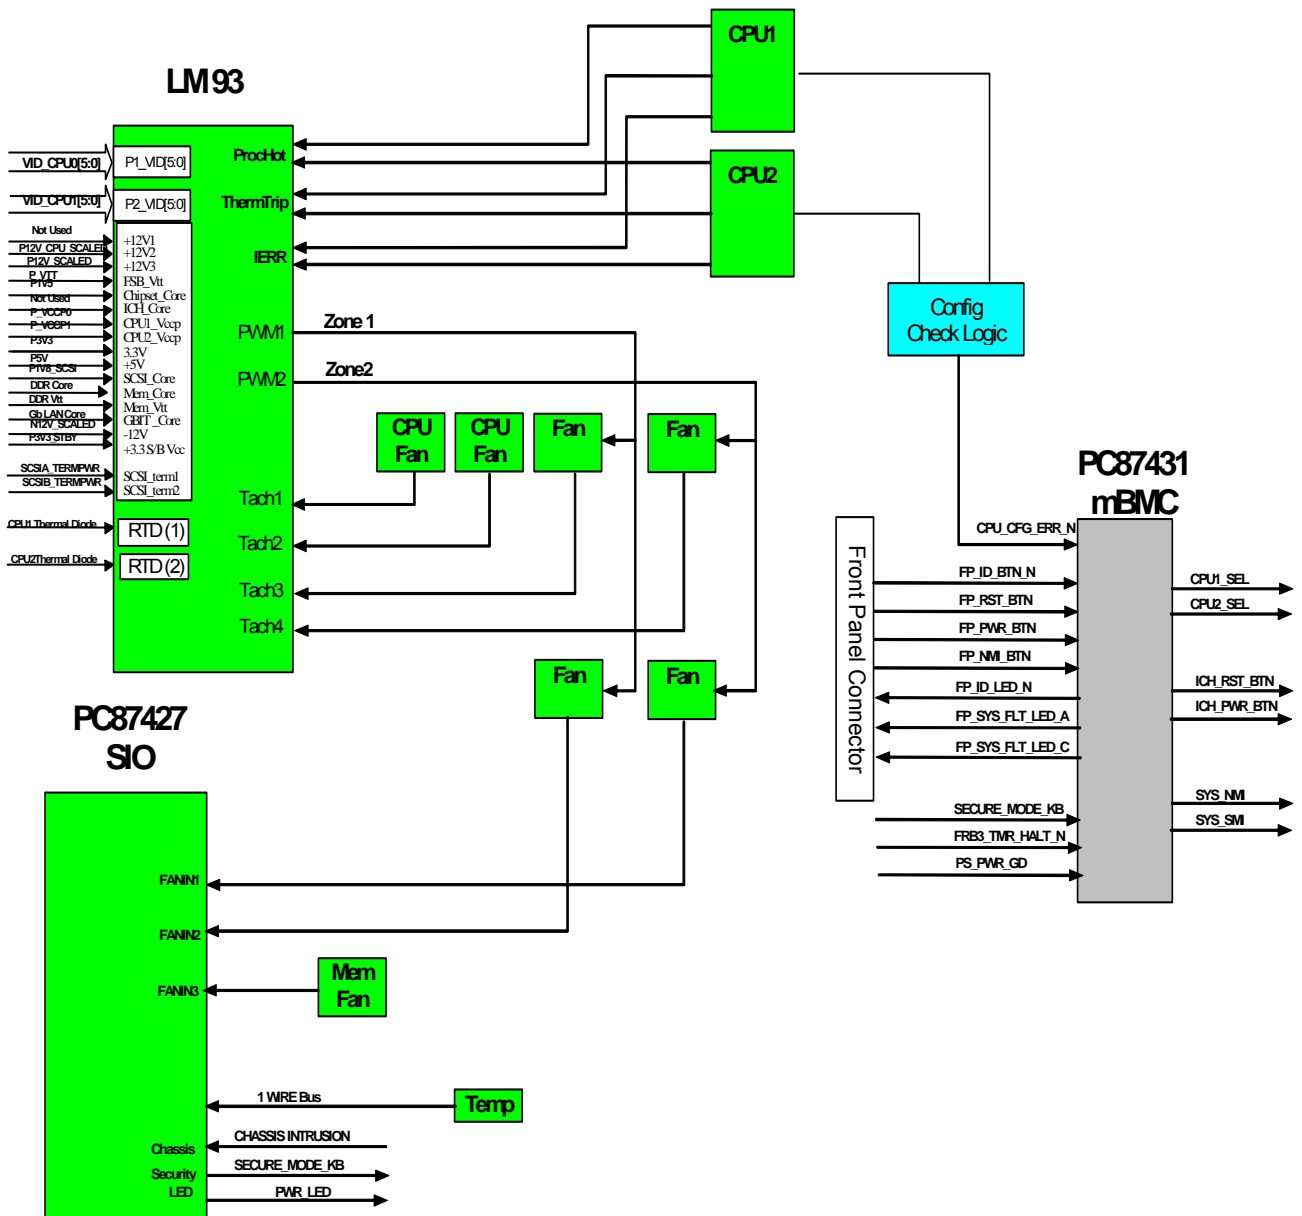 LM93
CPU1
CPU2
VID_CPU0[5:0]
P1_VID[5:0]
VID_CPU1[5:0]
P2_VID[5:0]
ProcHot
ThermTrip
IERR
PWM1
PWM2
Zone 1
Zone2
Not Used
P12V_CPU_SCALED
P12V_SCALED
P_VTT
P1V5
Not Used
P_VCCP0
P_VCCP1
P3V3
P5V
P1V8_SCSI
DDR Core
DDR Vtt
Gb LAN Core
N12V_SCALED
P3V3_STBY
SCSIA_TERMPWR
SCSIB_TERMPWR
+12V1
+12V2
+12V3
FSB_Vtt
Chipset_Core
ICH_Core
CPU1_Vccp
CPU2_Vccp
3.3V
+5V
SCSI_Core
Mem_Core
Mem_Vtt
GBIT_Core
-12V
+3.3 S/B Vcc
SCSI_term1
SCSI_term2
CPU1 Thermal Diode
RTD (1)
CPU2Thermal Diode
RTD (2)
Tach1
Tach2
Tach3
Tach4
CPU
Fan
CPU
Fan
Fan
Fan
Fan
Fan
Config
Check Logic
PC87431
mBMC
Front Panel Connector
CPU_CFG_ERR_N
FP_ID_BTN_N
FP_RST_BTN
FP_PWR_BTN
FP_NMI_BTN
FP_ID_LED_N
FP_SYS_FLT_LED_A
FP_SYS_FLT_LED_C
SECURE_MODE_KB
FRB3_TMR_HALT_N
PS_PWR_GD
CPU1_SEL
CPU2_SEL
ICH_RST_BTN
ICH_PWR_BTN
SYS_NMI
SYS_SMI
PC87427
SIO
FANIN1
FANIN2
FANIN3
Mem
Fan
1 WIRE Bus
Temp
Chassis
CHASSIS INTRUSION
Security
SECURE_MODE_KB
LED
PWR_LED